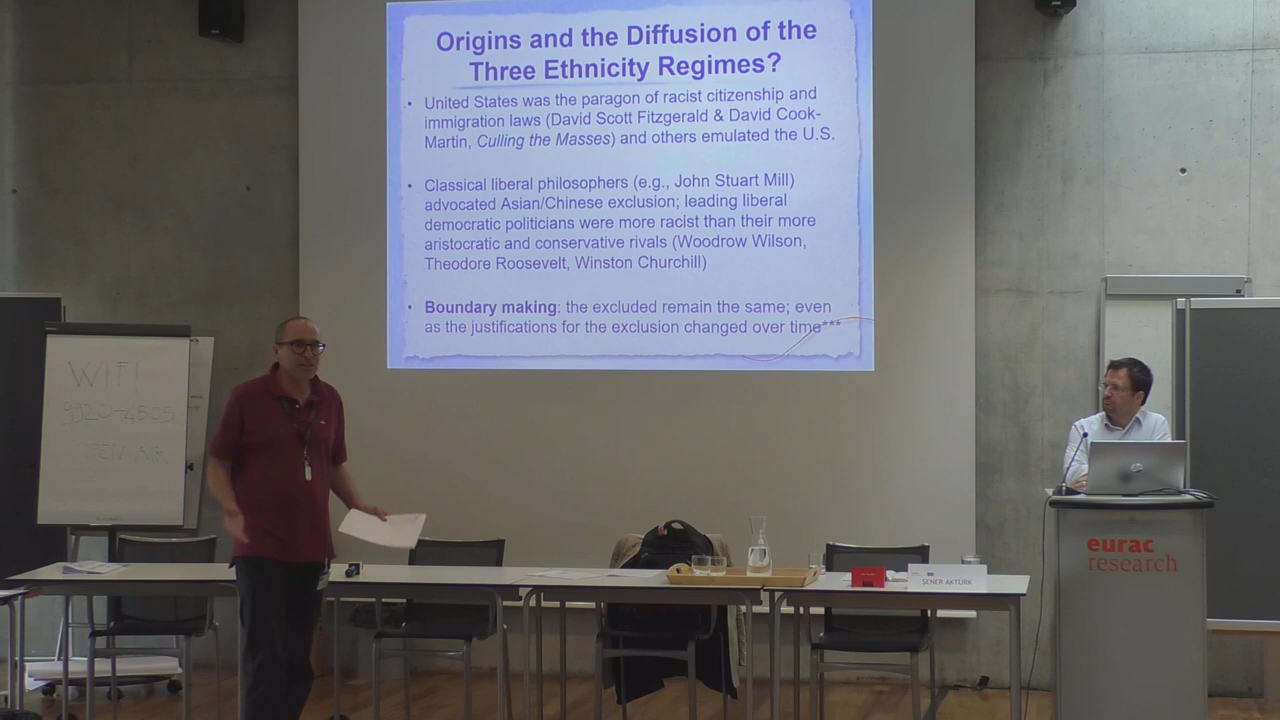 Origins and the Diffusion of the
Three Ethnicity Regimes?
• United States was the paragon of racist citizenship and
immigration laws (David Scott Fitzgerald & David Cook-
Martin, Culling the Masses) and others emulated the U.S.
• Classical liberal philosophers (e.g., John Stuart Mill)
advocated Asian/Chinese exclusion; leading liberal
democratic politicians were more racist than their more
aristocratic and conservative rivals (Woodrow Wilson,
Theodore Roosevelt, Winston Churchill)
• Boundary making: the excluded remain the same; even
as the justifications for the exclusion changed over time***
WIFI
9920-4505
AIR
ŞENER AKTÜRK
eurac
research